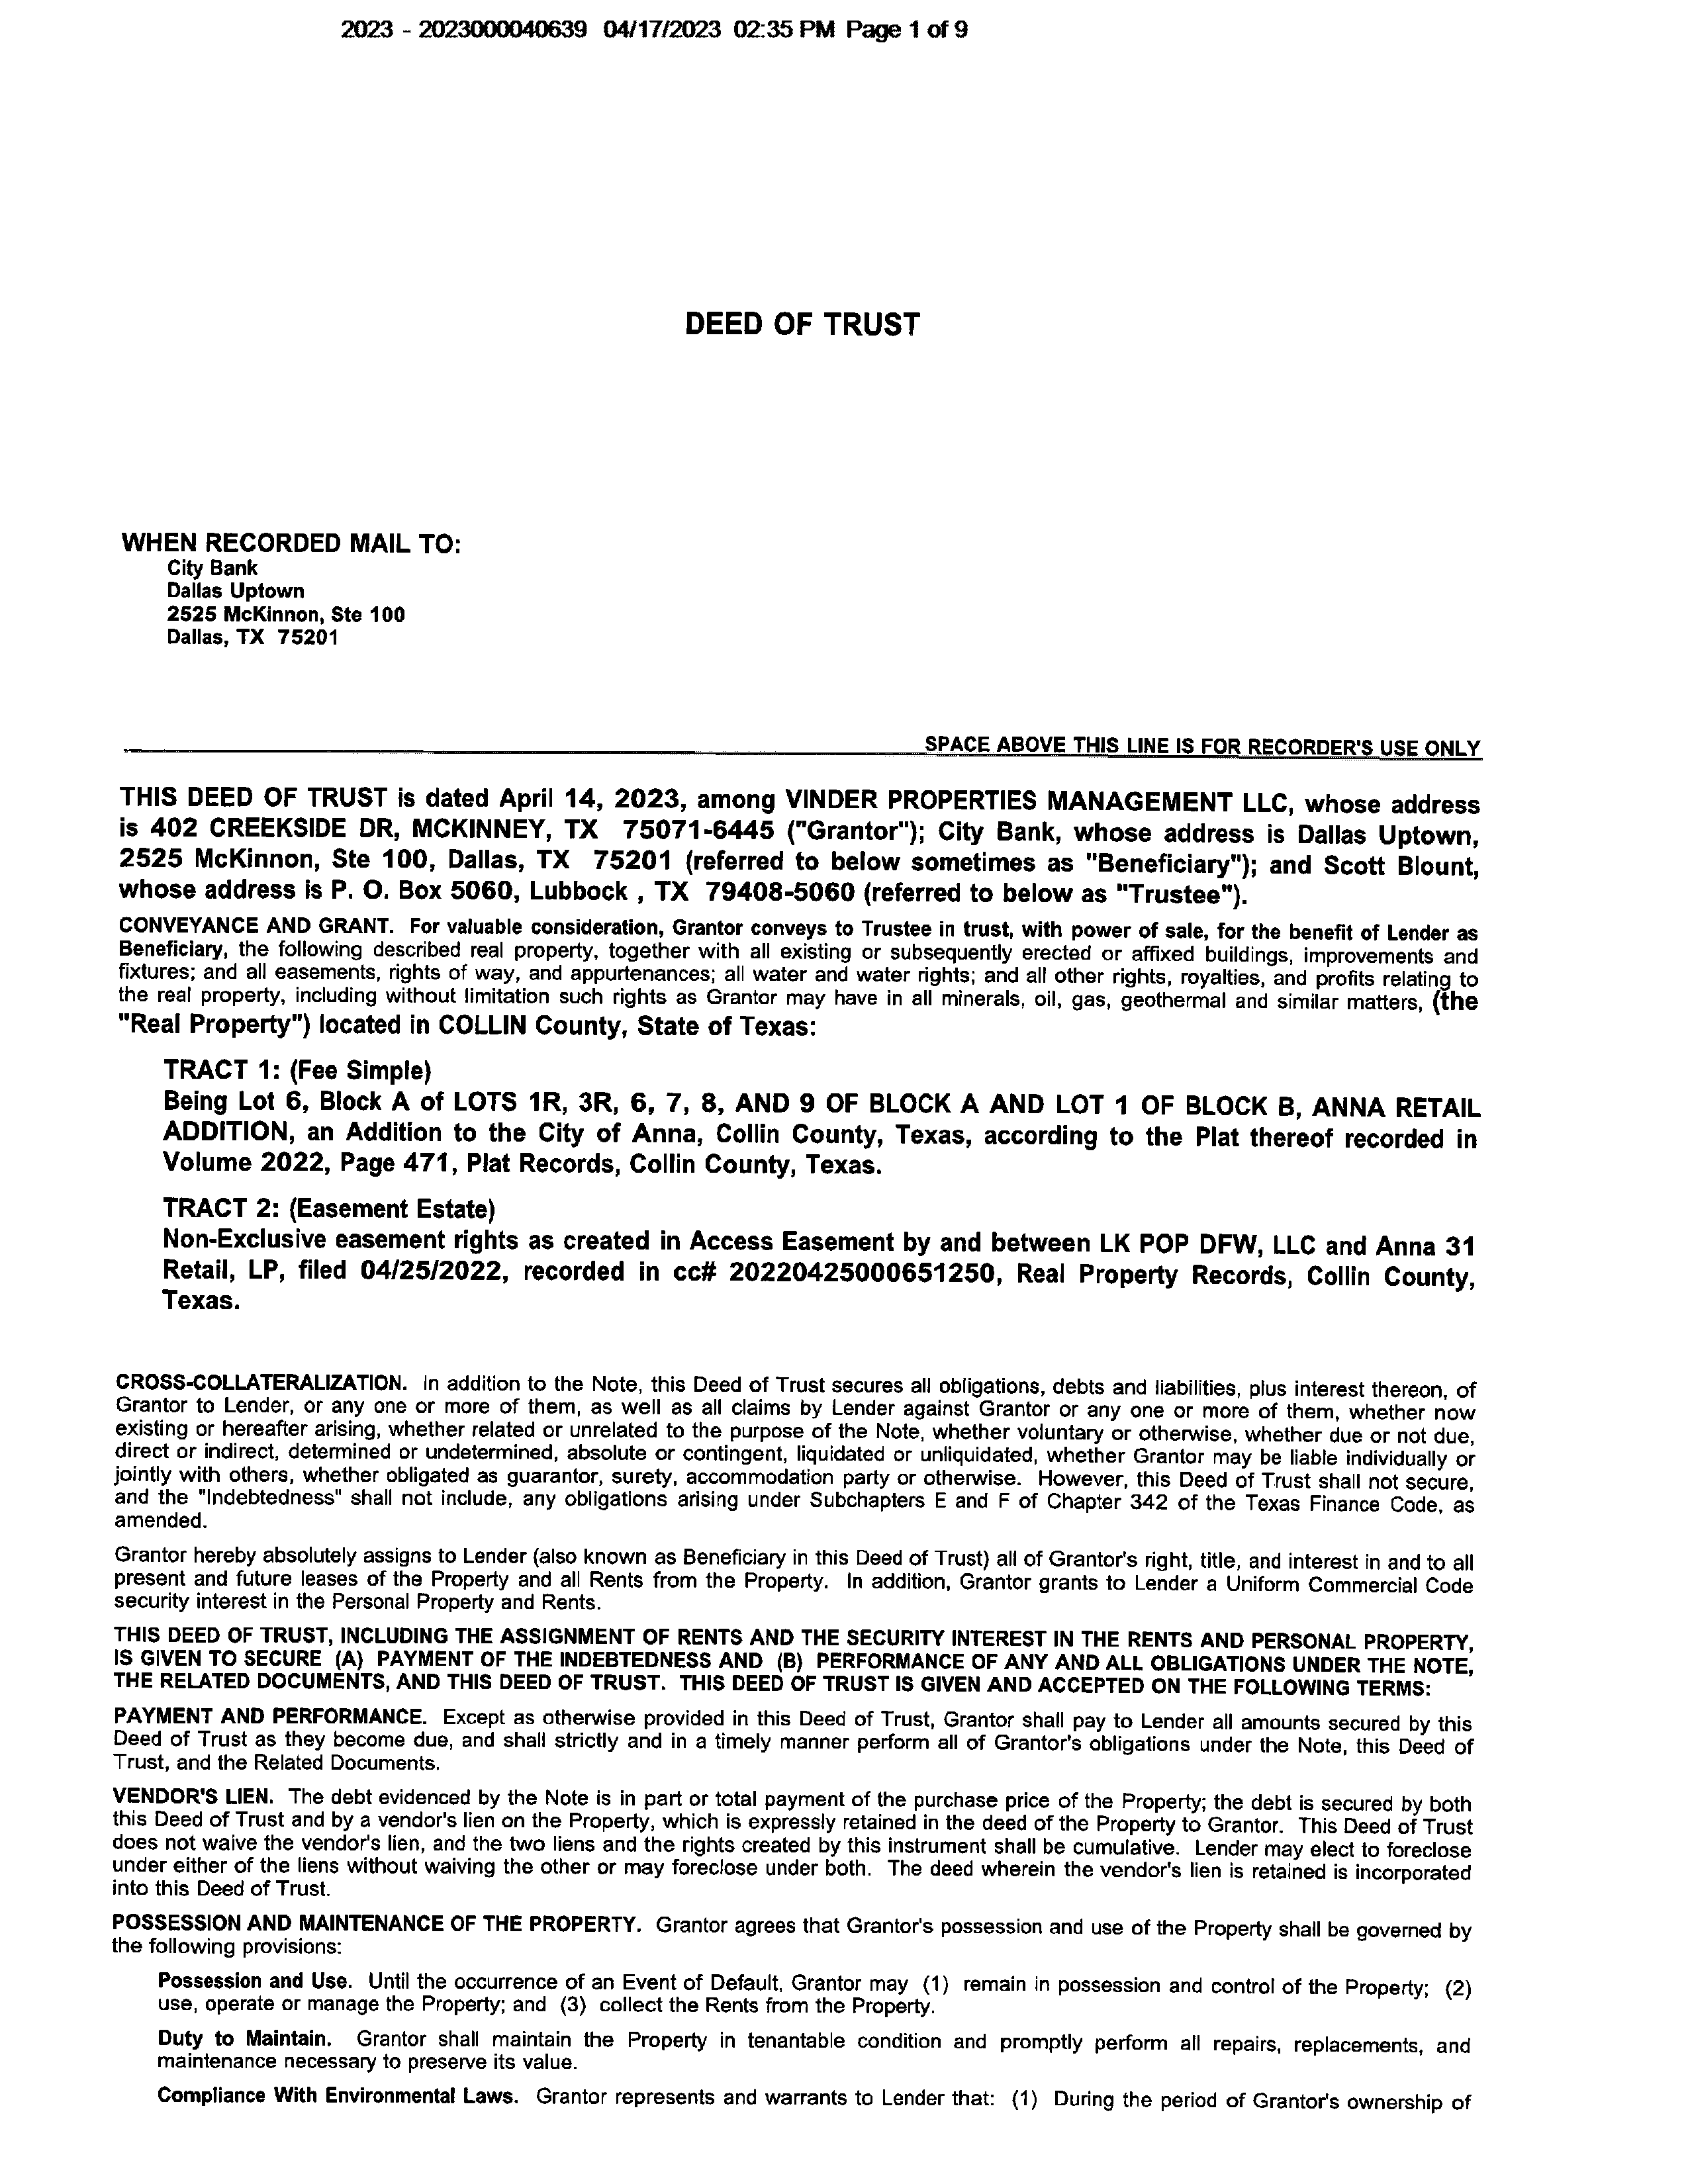 2023 - 2023000040639 04/17/2023 02:35 PM Page 1 of 9
DEED OF TRUST
WHEN RECORDED MAIL TO:
City Bank
Dallas Uptown
2525 McKinnon, Ste 100
Dallas, TX 75201
SPACE ABOVE THIS LINE IS FOR RECORDER'S USE ONLY
THIS DEED OF TRUST is dated April 14, 2023, among VINDER PROPERTIES MANAGEMENT LLC, whose address
is 402 CREEKSIDE DR, MCKINNEY, TX 75071-6445 ("Grantor"); City Bank, whose address is Dallas Uptown,
2525 McKinnon, Ste 100, Dallas, TX 75201 (referred to below sometimes as "Beneficiary"); and Scott Blount,
whose address is P. O. Box 5060, Lubbock , TX 79408-5060 (referred to below as "Trustee").
CONVEYANCE AND GRANT. For valuable consideration, Grantor conveys to Trustee in trust, with power of sale, for the benefit of Lender as
Beneficiary, the following described real property, together with all existing or subsequently erected or affixed buildings, improvements and
fixtures; and all easements, rights of way, and appurtenances; all water and water rights; and all other rights, royalties, and profits relating to
the real property, including without limitation such rights as Grantor may have in all minerals, oil, gas, geothermal and similar matters, (the
"Real Property") located in COLLIN County, State of Texas:
TRACT 1: (Fee Simple)
Being Lot 6, Block A of LOTS 1R, 3R, 6, 7, 8, AND 9 OF BLOCK A AND LOT 1 OF BLOCK B, ANNA RETAIL
ADDITION, an Addition to the City of Anna, Collin County, Texas, according to the Plat thereof recorded in
Volume 2022, Page 471, Plat Records, Collin County, Texas.
TRACT 2: (Easement Estate)
Non-Exclusive easement rights as created in Access Easement by and between LK POP DFW, LLC and Anna 31
Retail, LP, filed 04/25/2022, recorded in cc# 20220425000651250, Real Property Records, Collin County,
Texas.
CROSS-COLLATERALIZATION. In addition to the Note, this Deed of Trust secures all obligations, debts and liabilities, plus interest thereon, of
Grantor to Lender, or any one or more of them, as well as all claims by Lender against Grantor or any one or more of them, whether now
existing or hereafter arising, whether related or unrelated to the purpose of the Note, whether voluntary or otherwise, whether due or not due,
direct or indirect, determined or undetermined, absolute or contingent, liquidated or unliquidated, whether Grantor may be liable individually or
jointly with others, whether obligated as guarantor, surety, accommodation party or otherwise. However, this Deed of Trust shall not secure,
and the "Indebtedness" shall not include, any obligations arising under Subchapters E and F of Chapter 342 of the Texas Finance Code, as
amended.
Grantor hereby absolutely assigns to Lender (also known as Beneficiary in this Deed of Trust) all of Grantor's right, title, and interest in and to all
present and future leases of the Property and all Rents from the Property. In addition, Grantor grants to Lender a Uniform Commercial Code
security interest in the Personal Property and Rents.
THIS DEED OF TRUST, INCLUDING THE ASSIGNMENT OF RENTS AND THE SECURITY INTEREST IN THE RENTS AND PERSONAL PROPERTY,
IS GIVEN TO SECURE (A) PAYMENT OF THE INDEBTEDNESS AND (B) PERFORMANCE OF ANY AND ALL OBLIGATIONS UNDER THE NOTE,
THE RELATED DOCUMENTS, AND THIS DEED OF TRUST. THIS DEED OF TRUST IS GIVEN AND ACCEPTED ON THE FOLLOWING TERMS:
PAYMENT AND PERFORMANCE. Except as otherwise provided in this Deed of Trust, Grantor shall pay to Lender all amounts secured by this
Deed of Trust as they become due, and shall strictly and in a timely manner perform all of Grantor's obligations under the Note, this Deed of
Trust, and the Related Documents.
VENDOR'S LIEN. The debt evidenced by the Note is in part or total payment of the purchase price of the Property; the debt is secured by both
this Deed of Trust and by a vendor's lien on the Property, which is expressly retained in the deed of the Property to Grantor. This Deed of Trust
does not waive the vendor's lien, and the two liens and the rights created by this instrument shall be cumulative. Lender may elect to foreclose
under either of the liens without waiving the other or may foreclose under both. The deed wherein the vendor's lien is retained is incorporated
into this Deed of Trust.
POSSESSION AND MAINTENANCE OF THE PROPERTY. Grantor agrees that Grantor's possession and use of the Property shall be governed by
the following provisions:
Possession and Use. Until the occurrence of an Event of Default, Grantor may (1) remain in possession and control of the Property; (2)
use, operate or manage the Property; and (3) collect the Rents from the Property.
Duty to Maintain. Grantor shall maintain the Property in tenantable condition and promptly perform all repairs, replacements, and
maintenance necessary to preserve its value.
Compliance With Environmental Laws. Grantor represents and warrants to Lender that: (1) During the period of Grantor's ownership of